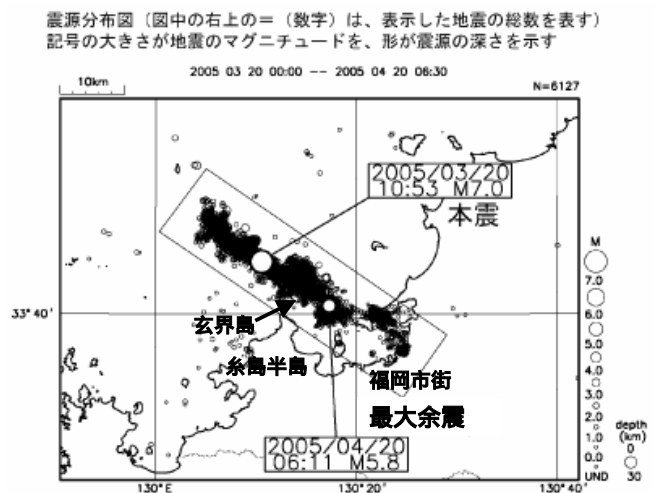 震源分布図（図中の右上の＝（数字）は、表示した地震の総数を表す）
記号の大きさが地震のマグニチュードを、形が震源の深さを示す
2005 03 20 00:00 -- 2005 04 20 06:30
10km
N=6127
2005/03/20
10:53 M7.0
本震
M
7.0
6.0
5.0
4.0
3.0
2.0
1.0
0.0
UND
33°40'
玄界島
糸島半島
福岡市街
最大余震
2005/04/20
06:11 M5.8
depth
(km)
0
30
130°E
130°20'
130°40'